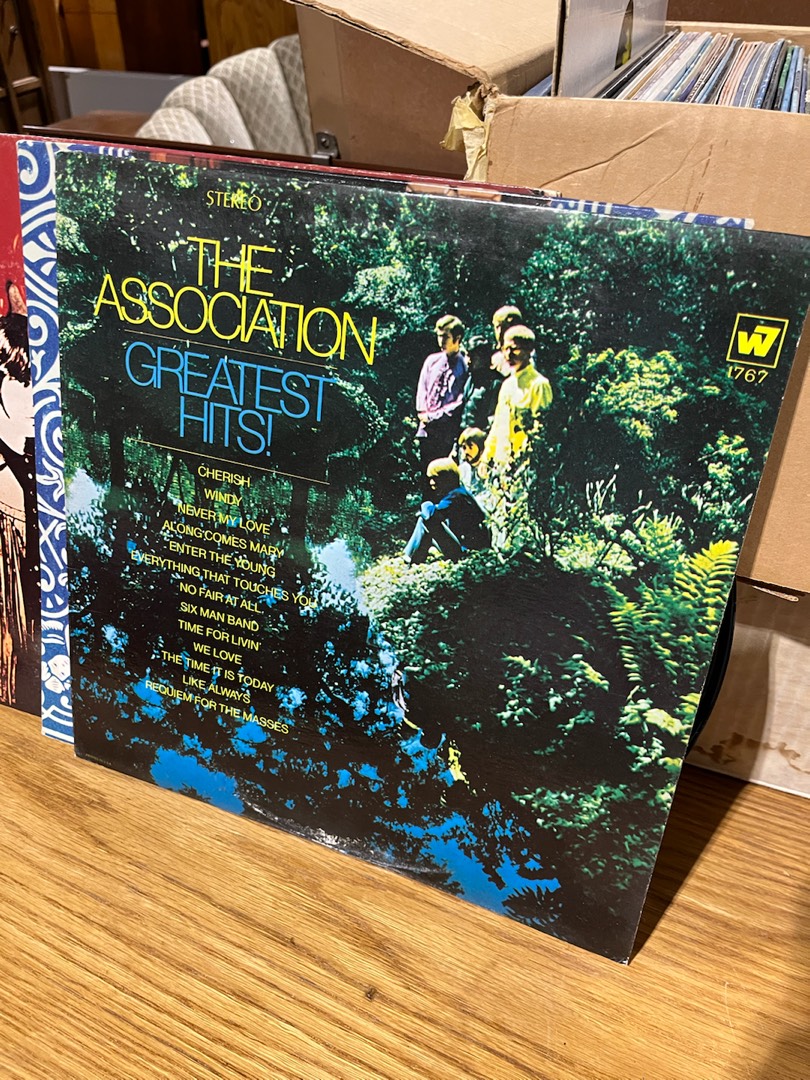 STEREO
THE
ASSOCIATION
GREATEST
HITS!
W7
1767
CHERISH
WINDY
NEVER MY LOVE
ALONG COMES MARY
ENTER THE YOUNG
EVERYTHING THAT TOUCHES YOU
NO FAIR AT ALL
SIX MAN BAND
TIME FOR LIVIN'
WE LOVE
THE TIME IT IS TODAY
LIKE ALWAYS
REQUIEM FOR THE MASSES